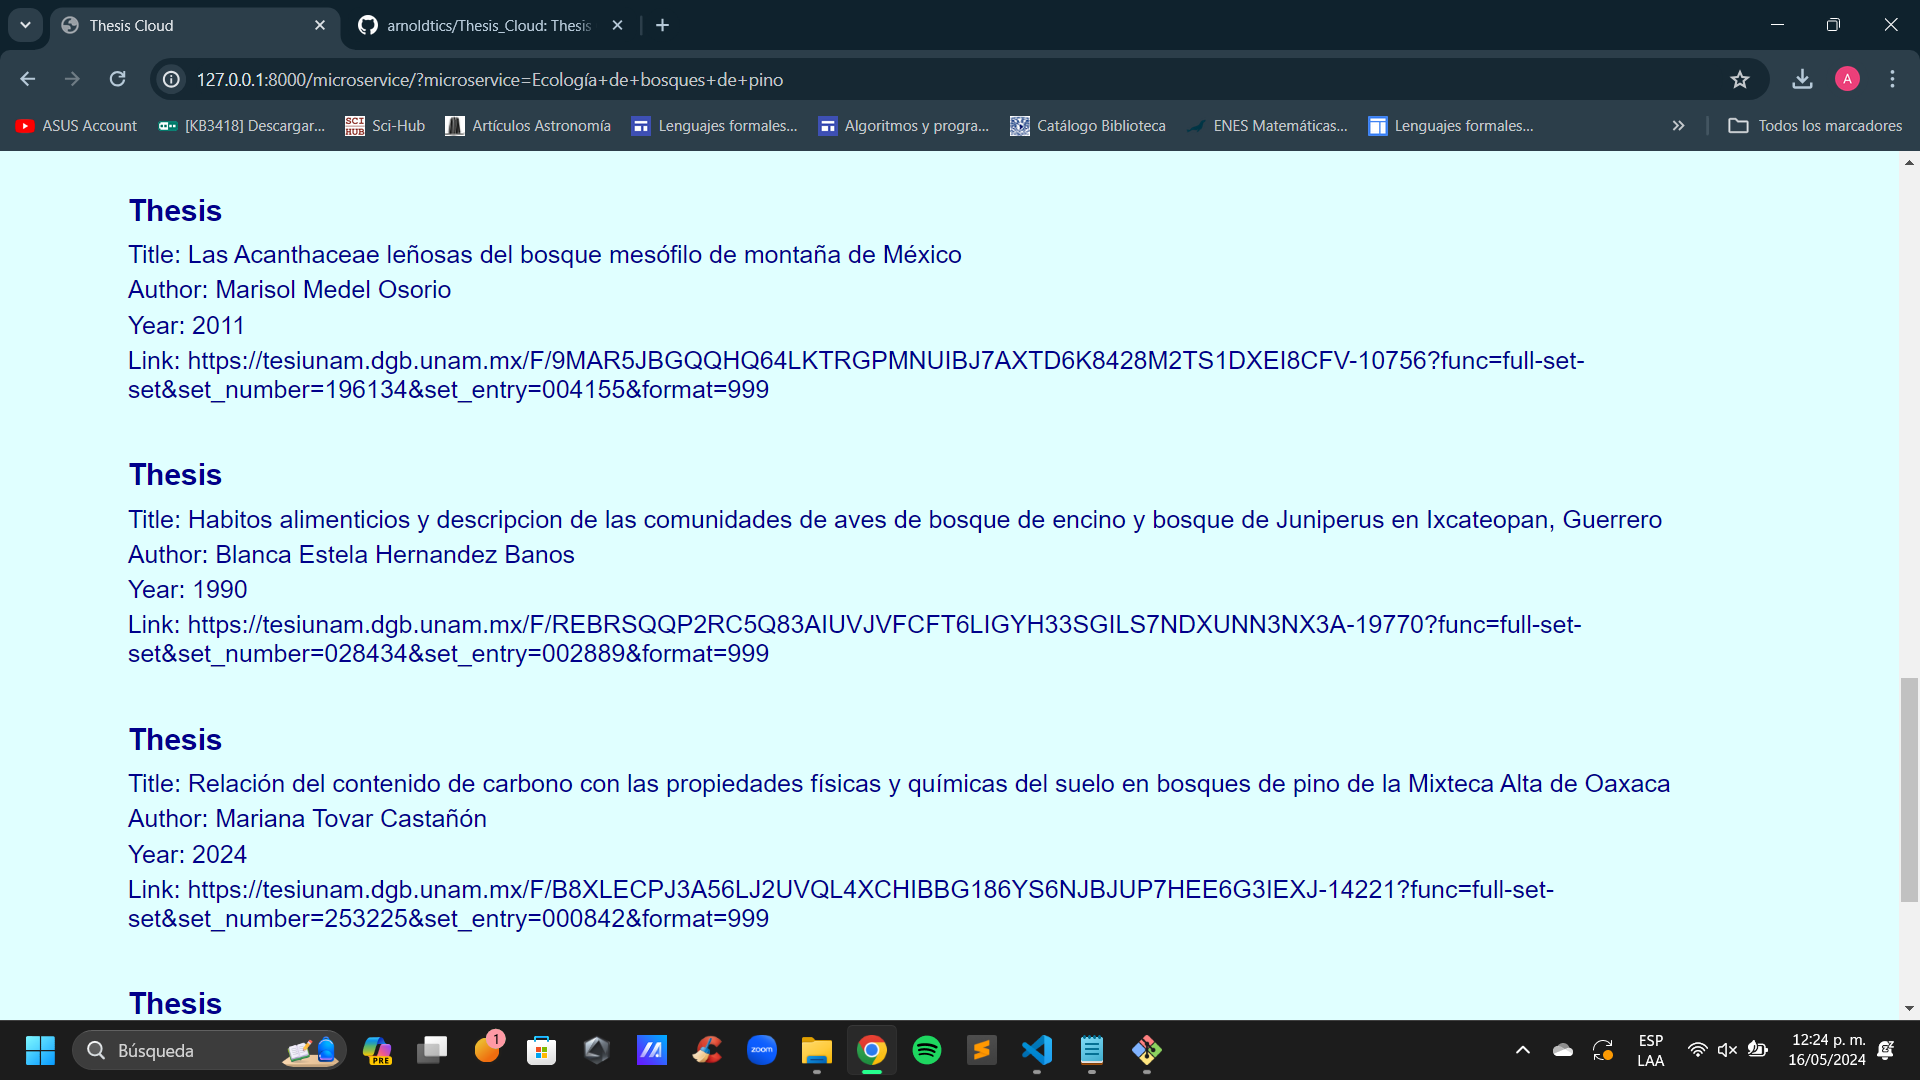 Thesis Cloud
arnoldtics/Thesis_Cloud: Thesis
127.0.0.1:8000/microservice/?microservice=Ecología+de+bosques+de+pino
A
ASUS Account
[KB3418] Descargar...
SCI HUB
Sci-Hub
Artículos Astronomía
Lenguajes formales...
Algoritmos y progra...
Catálogo Biblioteca
ENES Matemáticas...
Lenguajes formales...
Todos los marcadores
Thesis
Title: Las Acanthaceae leñosas del bosque mesófilo de montaña de México
Author: Marisol Medel Osorio
Year: 2011
Link: https://tesiunam.dgb.unam.mx/F/9MAR5JBGQQHQ64LKTRGPMNUIBJ7AXTD6K8428M2TS1DXEI8CFV-10756?func=full-set-
set&set_number=196134&set_entry=004155&format=999
Thesis
Title: Habitos alimenticios y descripcion de las comunidades de aves de bosque de encino y bosque de Juniperus en Ixcateopan, Guerrero
Author: Blanca Estela Hernandez Banos
Year: 1990
Link: https://tesiunam.dgb.unam.mx/F/REBRSQQP2RC5Q83AIUVJVFCFT6LIGYH33SGILS7NDXUNN3NX3A-19770?func=full-set-
set&set_number=028434&set_entry=002889&format=999
Thesis
Title: Relación del contenido de carbono con las propiedades físicas y químicas del suelo en bosques de pino de la Mixteca Alta de Oaxaca
Author: Mariana Tovar Castañón
Year: 2024
Link: https://tesiunam.dgb.unam.mx/F/B8XLECPJ3A56LJ2UVQL4XCHIBBG186YS6NJBJUP7HEE6G3IEXJ-14221?func=full-set-
set&set_number=253225&set_entry=000842&format=999
Thesis
Búsqueda
PRE
1
zoom
ESP
LAA
12:24 p. m.
16/05/2024